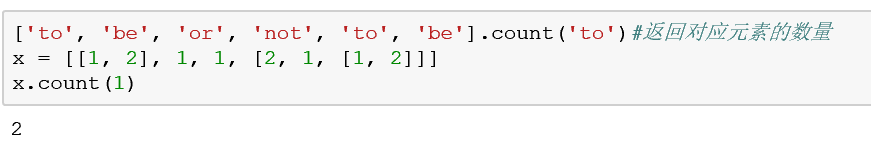 ['to', 'be', 'or', 'not', 'to', 'be'].count('to')#返回对应元素的数量
x = [[1, 2], 1, 1, [2, 1, [1, 2]]]
x.count(1)
2